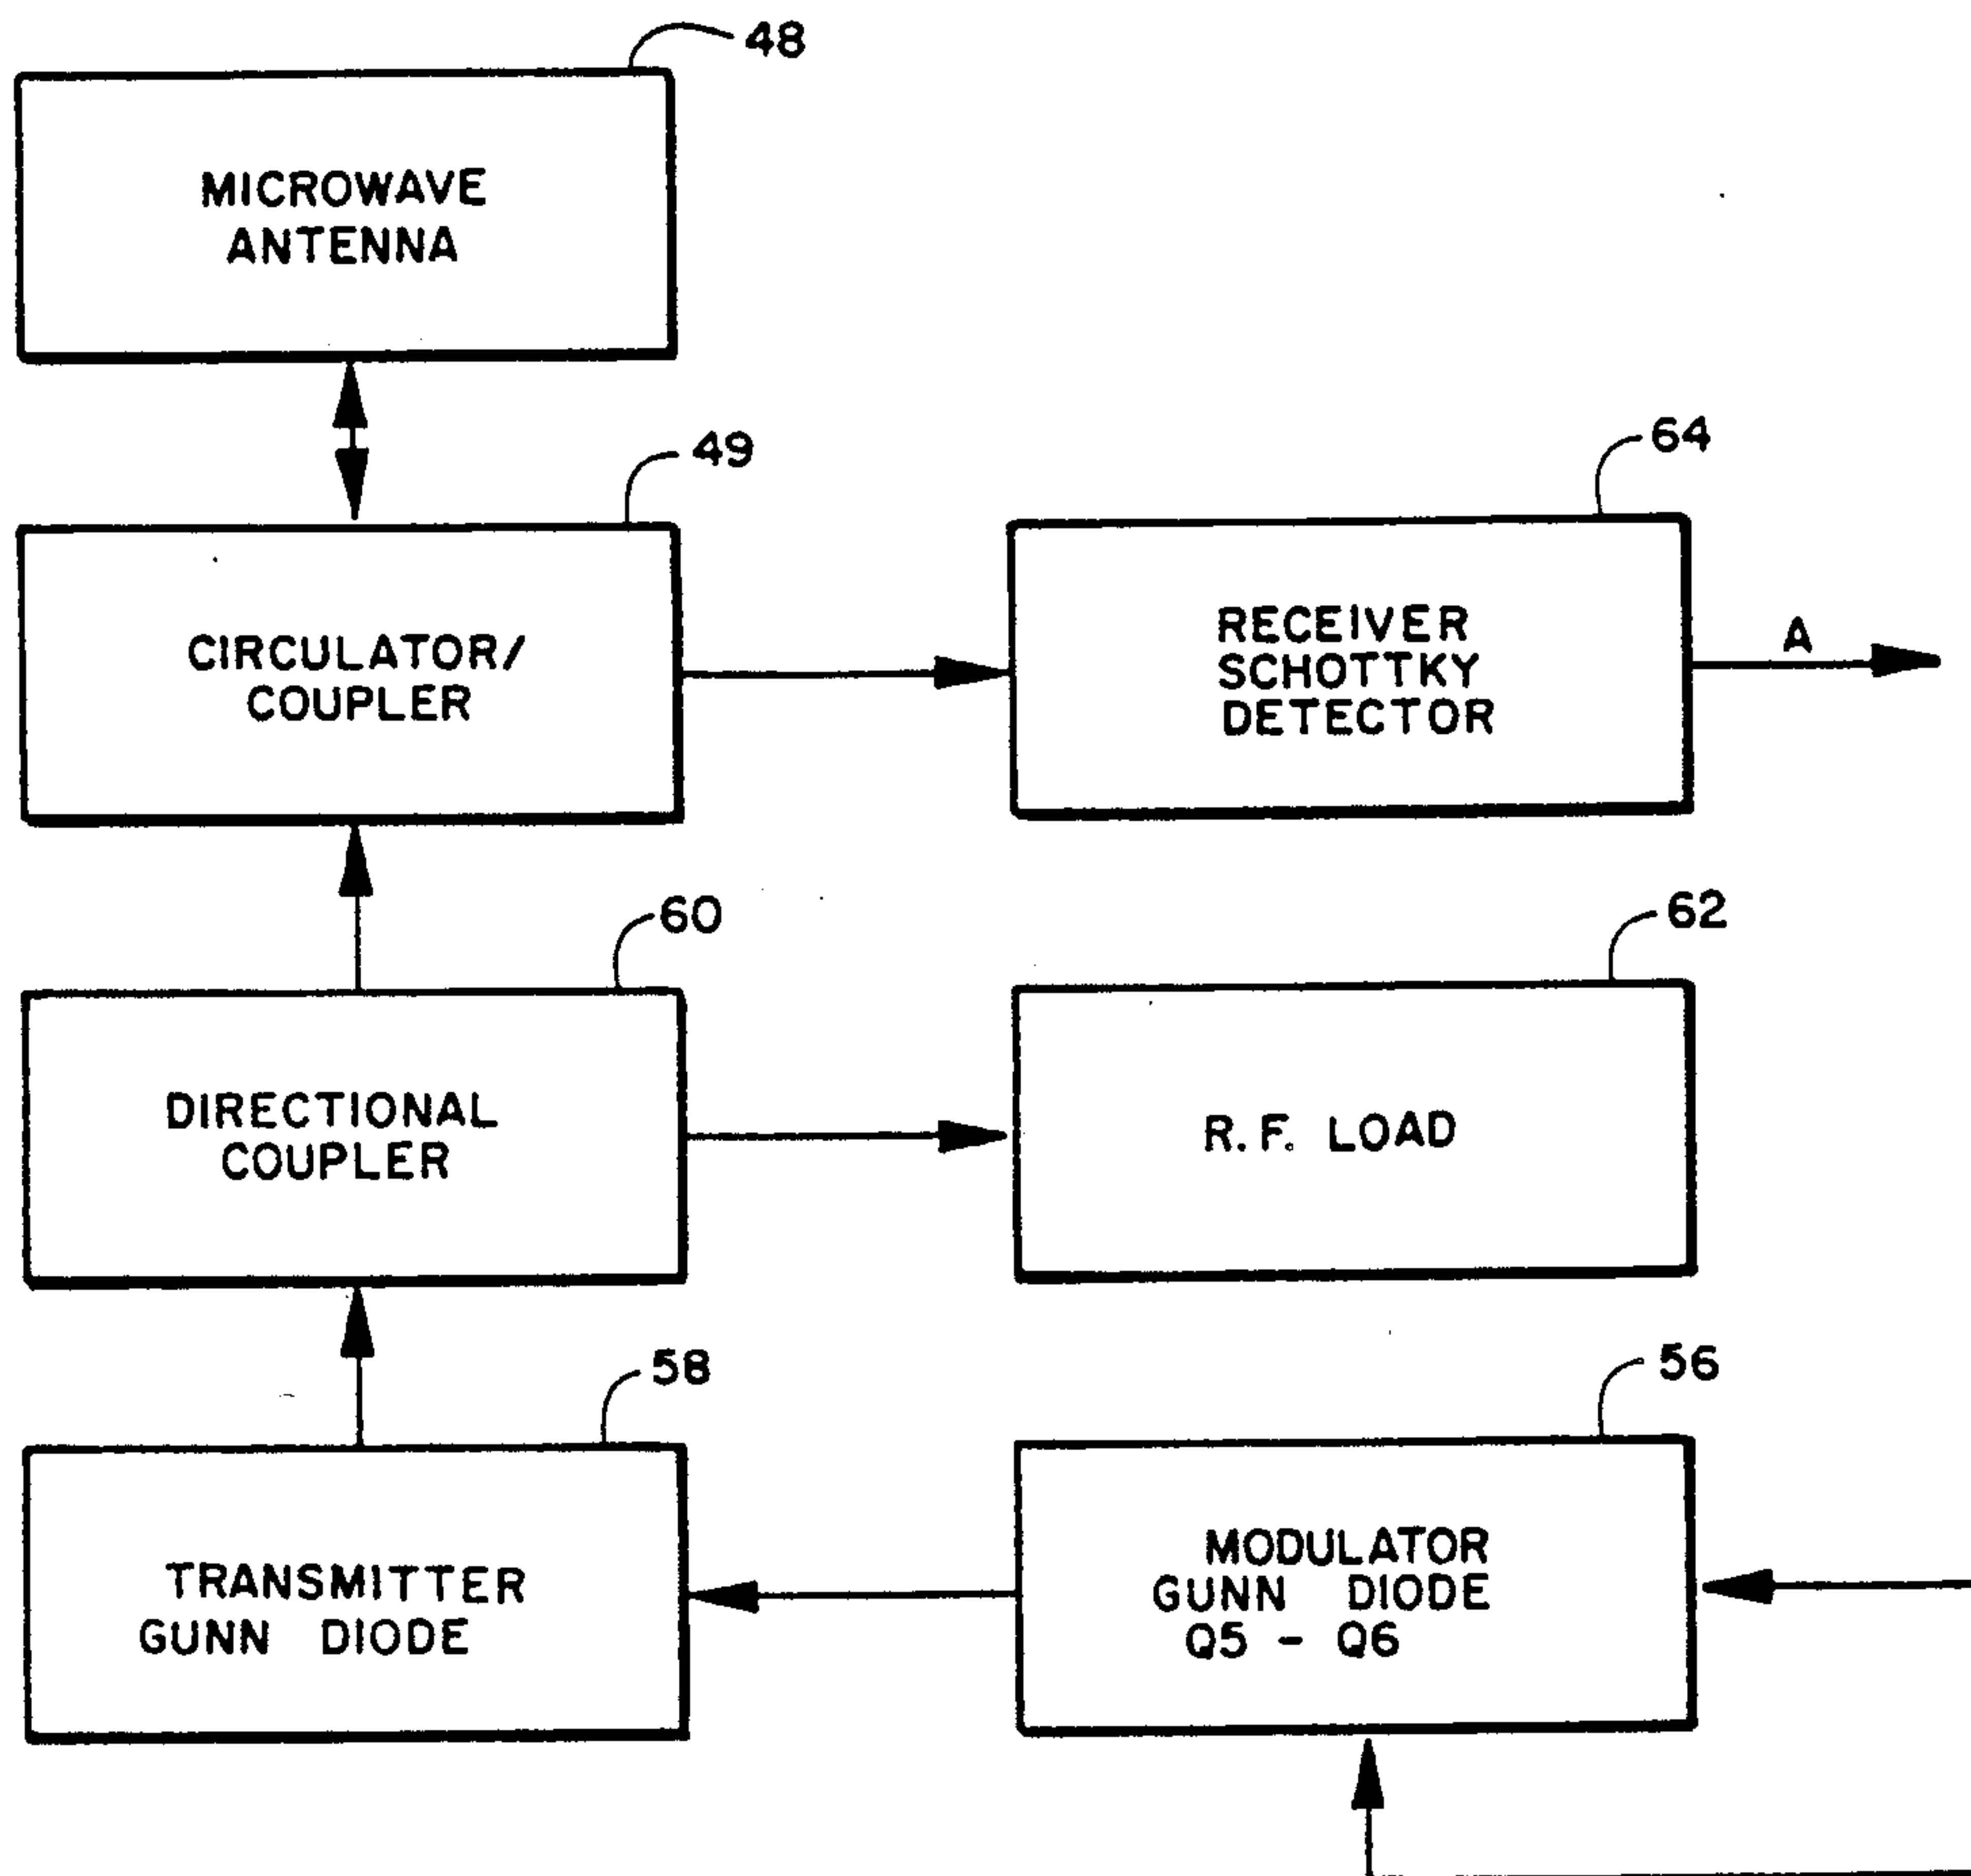 48
MICROWAVE
ANTENNA
49
CIRCULATOR/
COUPLER
64
RECEIVER
SCHOTTKY
DETECTOR
A
60
DIRECTIONAL
COUPLER
62
R.F. LOAD
58
TRANSMITTER
GUNN DIODE
56
MODULATOR
GUNN DIODE
Q5 - Q6